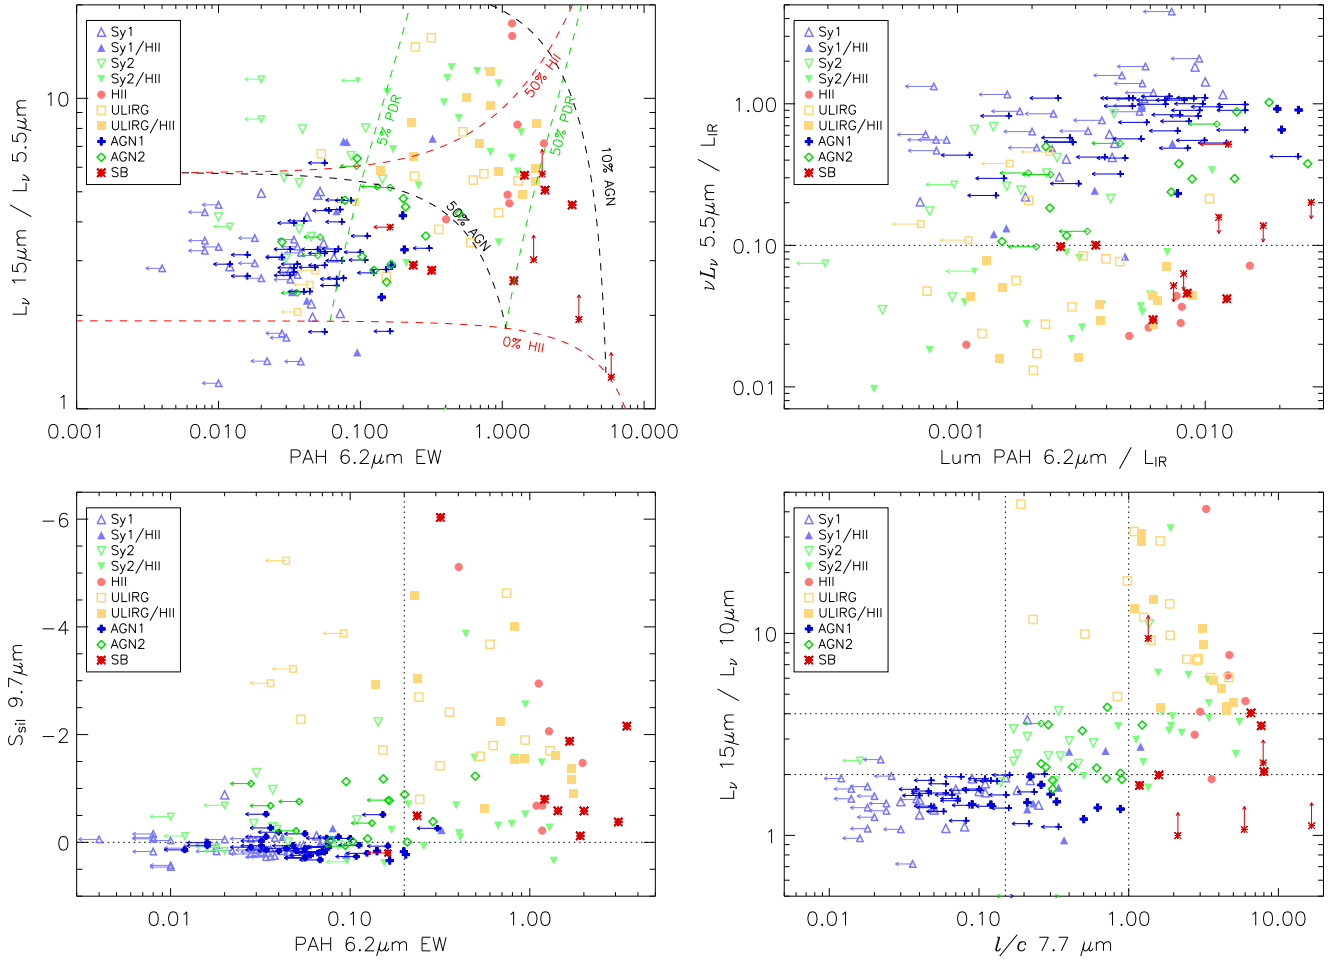 10
1
L𝜈 15μm / L𝜈 5.5μm
Sy1
Sy1/HII
Sy2
Sy2/HII
HII
ULIRG
ULIRG/HII
AGN1
AGN2
SB
5% PDR
50% HII
50% PDR
10% AGN
50% AGN
0% HII
0.001
0.010
0.100
1.000
10.000
PAH 6.2μm EW
1.00
0.10
0.01
νL𝜈 5.5μm / LIR
Sy1
Sy1/HII
Sy2
Sy2/HII
HII
ULIRG
ULIRG/HII
AGN1
AGN2
SB
0.001
0.010
Lum PAH 6.2μm / LIR
-6
-4
-2
0
Ssil 9.7μm
Sy1
Sy1/HII
Sy2
Sy2/HII
HII
ULIRG
ULIRG/HII
AGN1
AGN2
SB
0.01
0.10
1.00
PAH 6.2μm EW
10
1
L𝜈 15μm / L𝜈 10μm
Sy1
Sy1/HII
Sy2
Sy2/HII
HII
ULIRG
ULIRG/HII
AGN1
AGN2
SB
0.01
0.10
1.00
10.00
l/c 7.7 μm